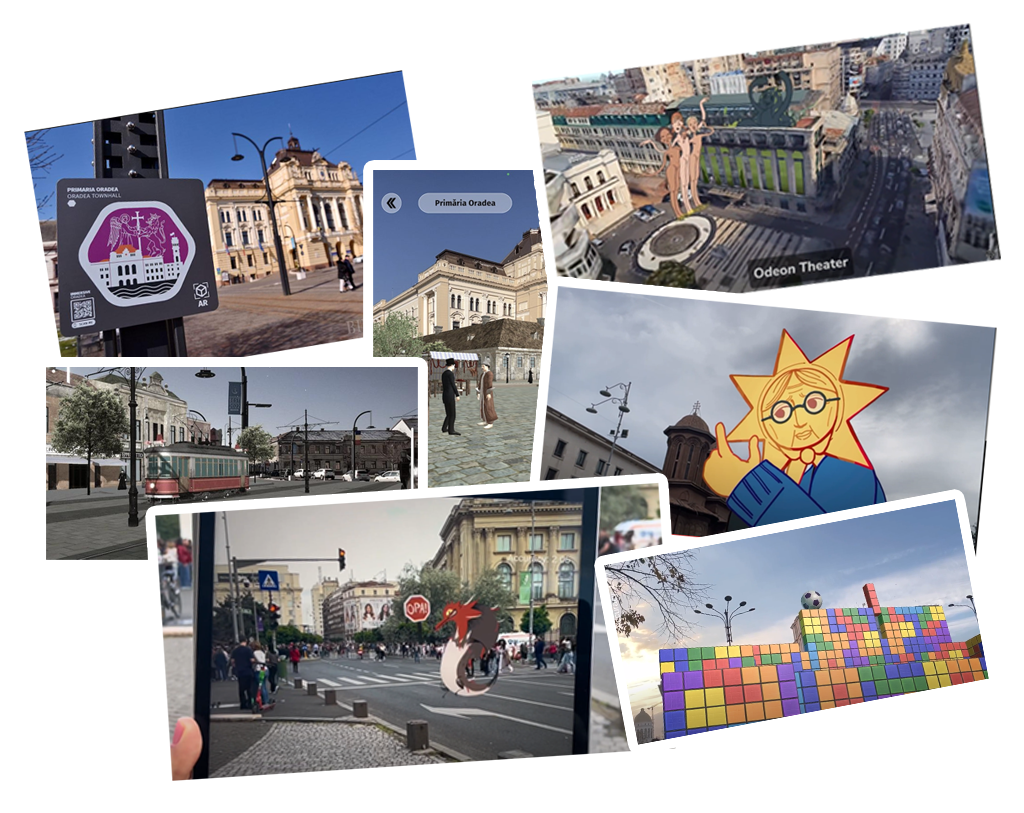 PRIMARIA ORADEA
ORADEA TOWNHALL
AR
Primăria Oradea
Odeon Theater
OPA!